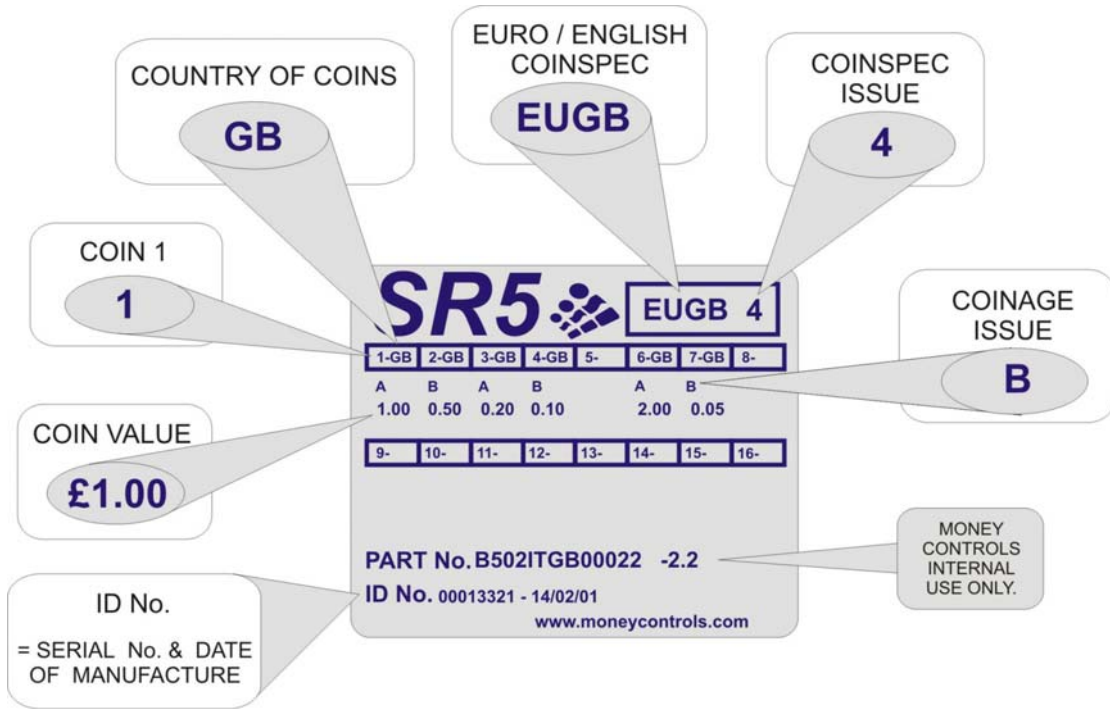 COUNTRY OF COINS
GB
EURO / ENGLISH
COINSPEC
EUGB
COINSPEC
ISSUE
4
COIN 1
1
COINAGE
ISSUE
B
COIN VALUE
£1.00
SR5 EUGB 4
1-GB 2-GB 3-GB 4-GB 5- 6-GB 7-GB 8-
A B A B A B
1.00 0.50 0.20 0.10 2.00 0.05
9- 10- 11- 12- 13- 14- 15- 16-
PART No. B502ITGB00022 -2.2
ID No. 00013321 - 14/02/01
www.moneycontrols.com
MONEY
CONTROLS
INTERNAL
USE ONLY.
ID No.
= SERIAL No. & DATE
OF MANUFACTURE